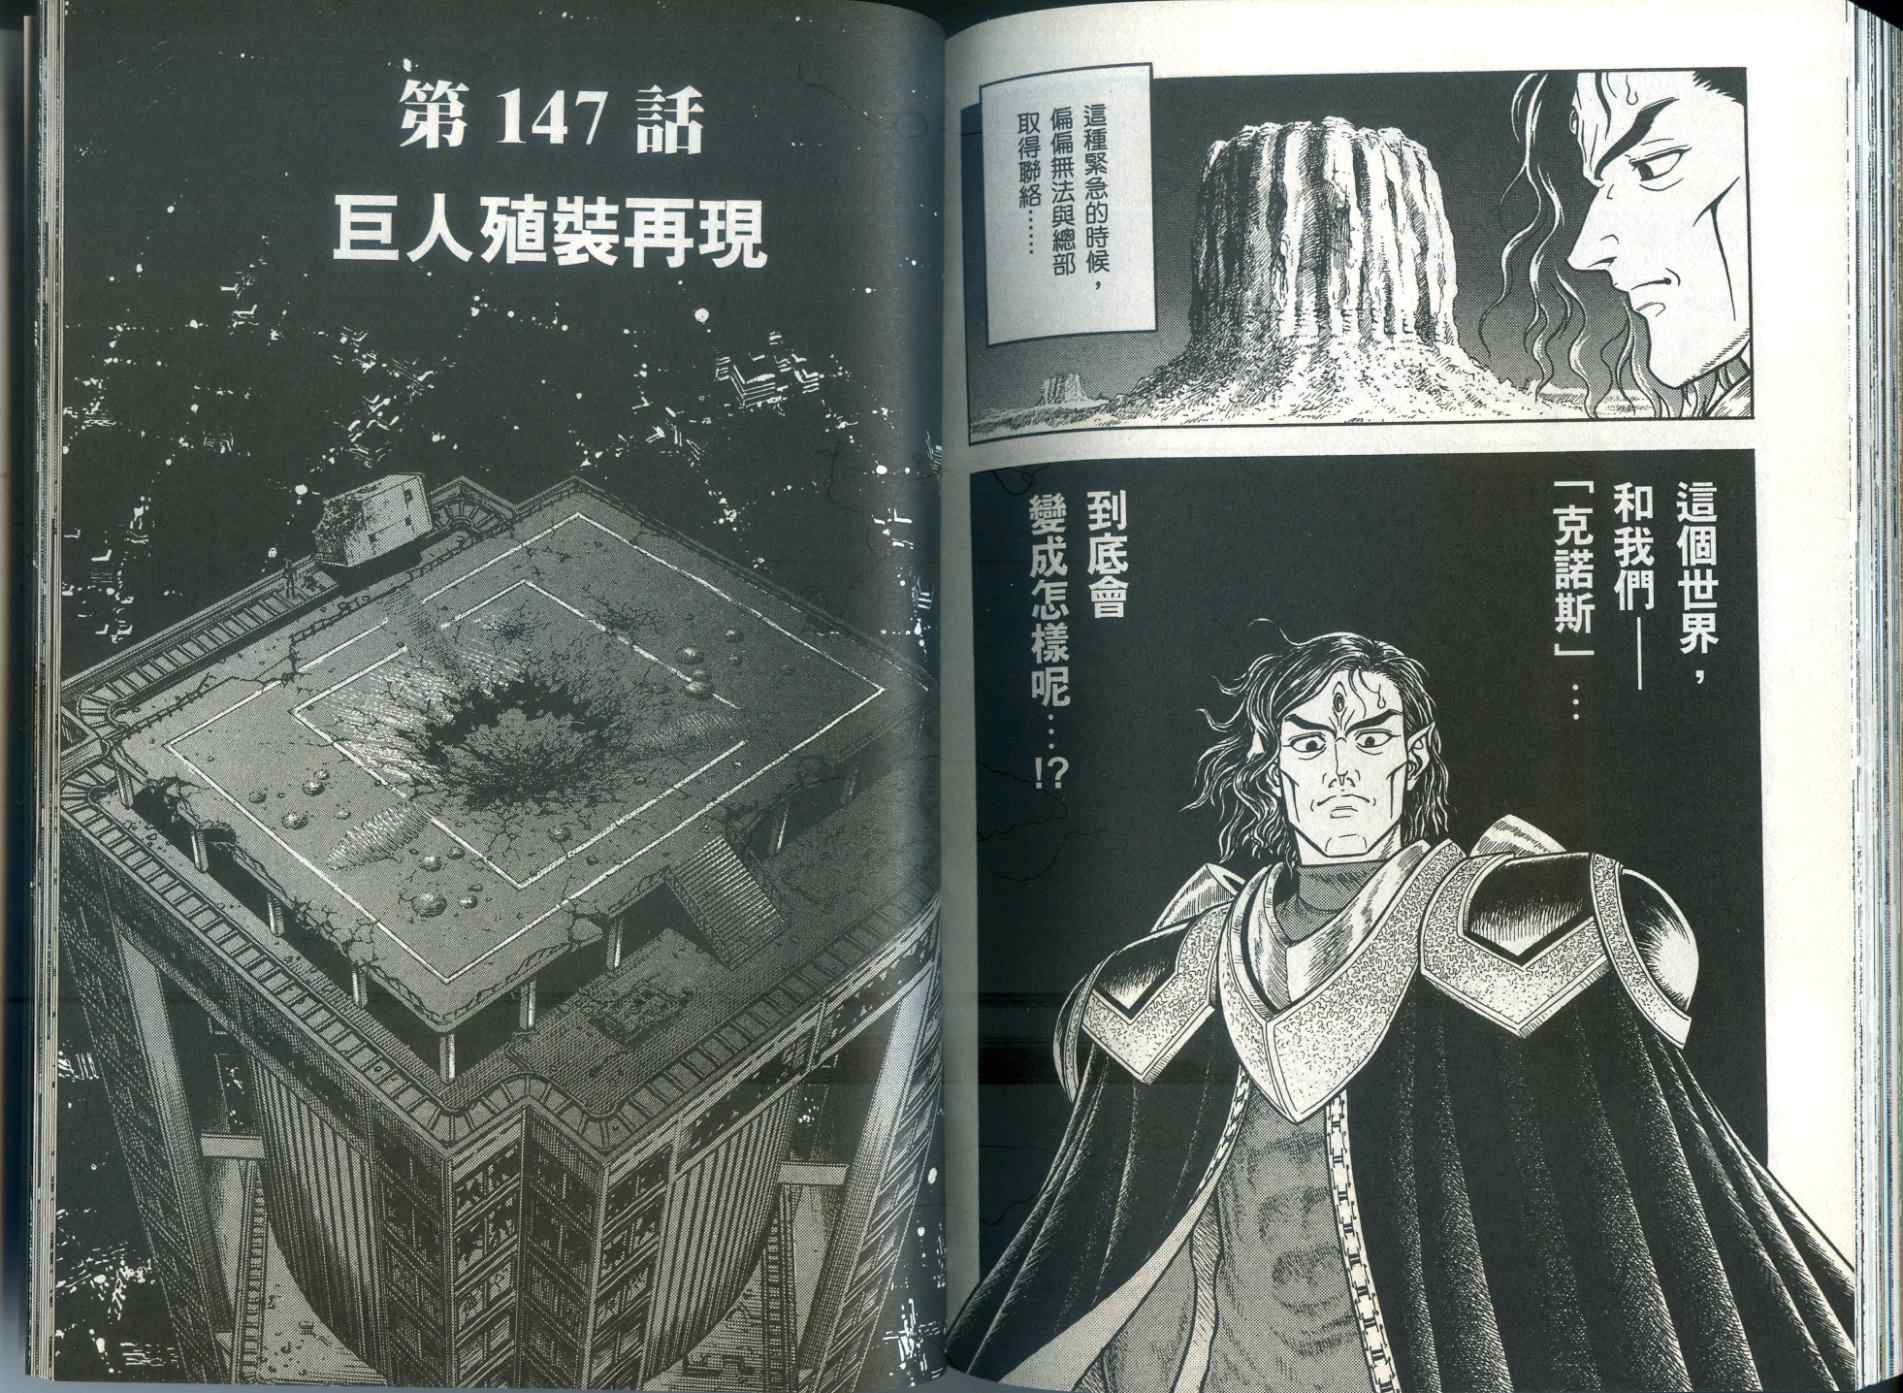 這種緊急的時候，
偏偏無法與總部
取得聯絡……
這個世界，
和我們——
「克諾斯」…
到底會
變成怎樣呢…!?
第147話
巨人殖裝再現